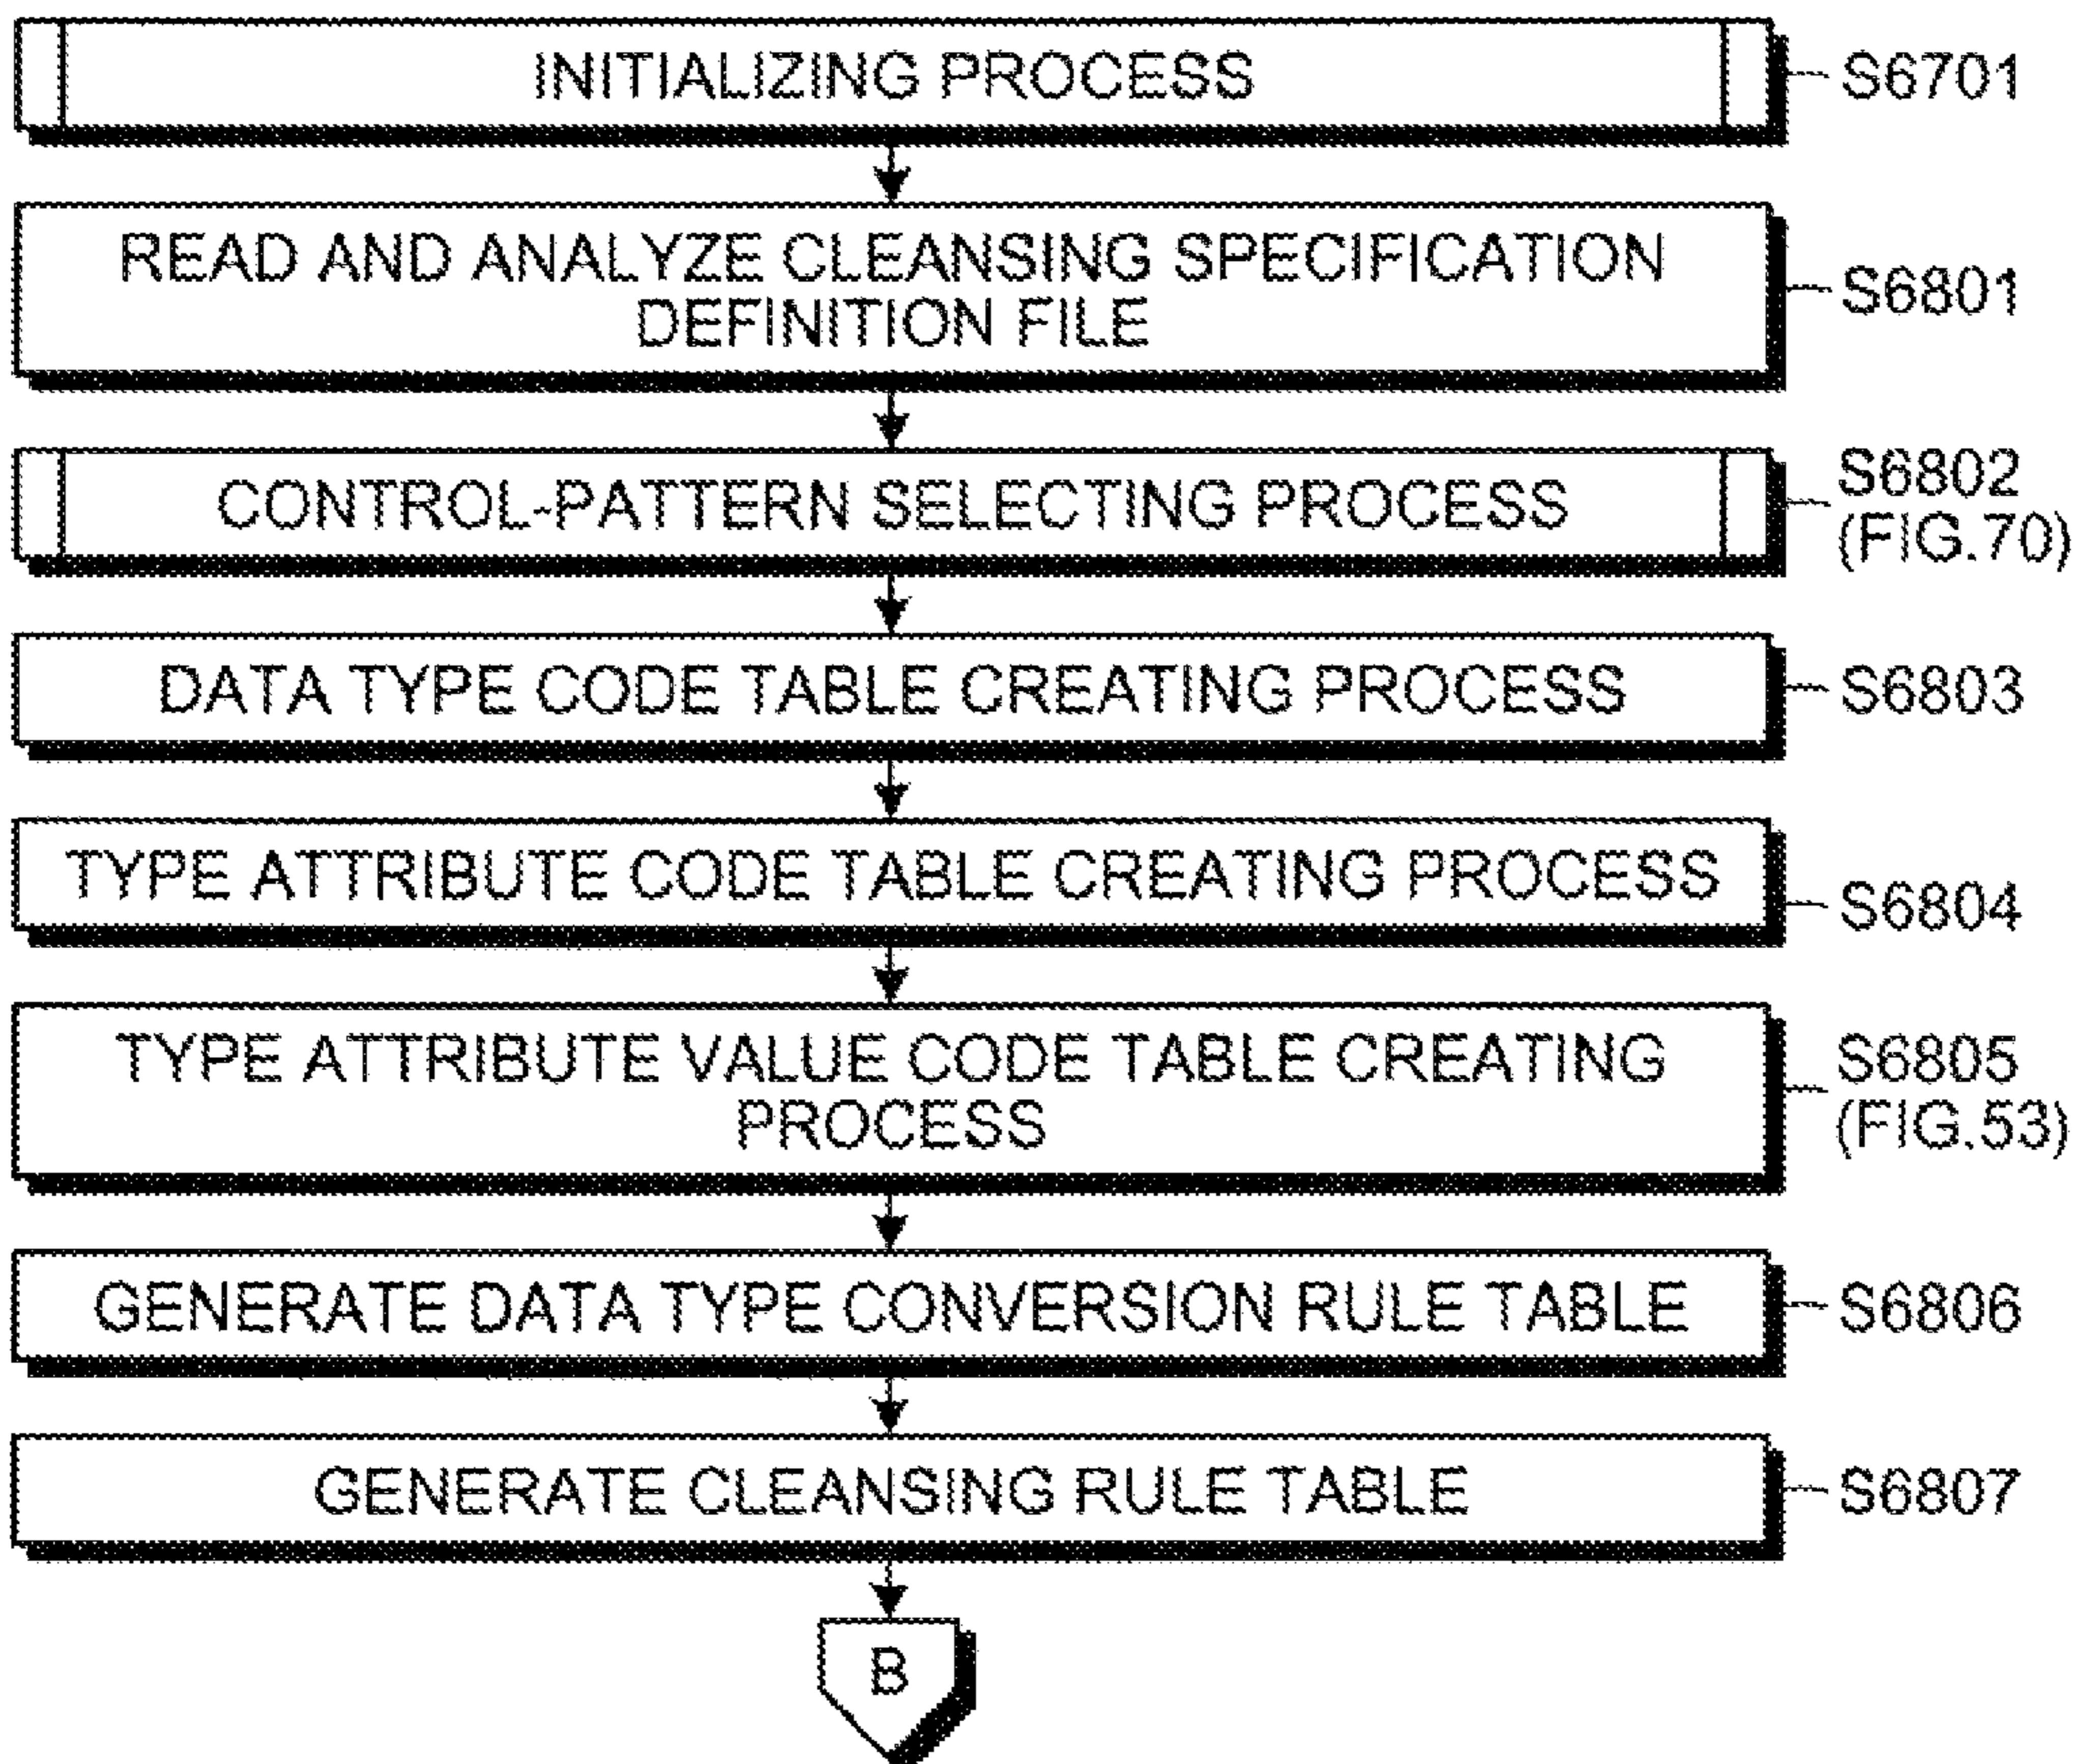 INITIALIZING PROCESS
S6701
READ AND ANALYZE CLEANSING SPECIFICATION
DEFINITION FILE
S6801
CONTROL-PATTERN SELECTING PROCESS
S6802
(FIG.70)
DATA TYPE CODE TABLE CREATING PROCESS
S6803
TYPE ATTRIBUTE CODE TABLE CREATING PROCESS
S6804
TYPE ATTRIBUTE VALUE CODE TABLE CREATING
PROCESS
S6805
(FIG.53)
GENERATE DATA TYPE CONVERSION RULE TABLE
S6806
GENERATE CLEANSING RULE TABLE
S6807
B